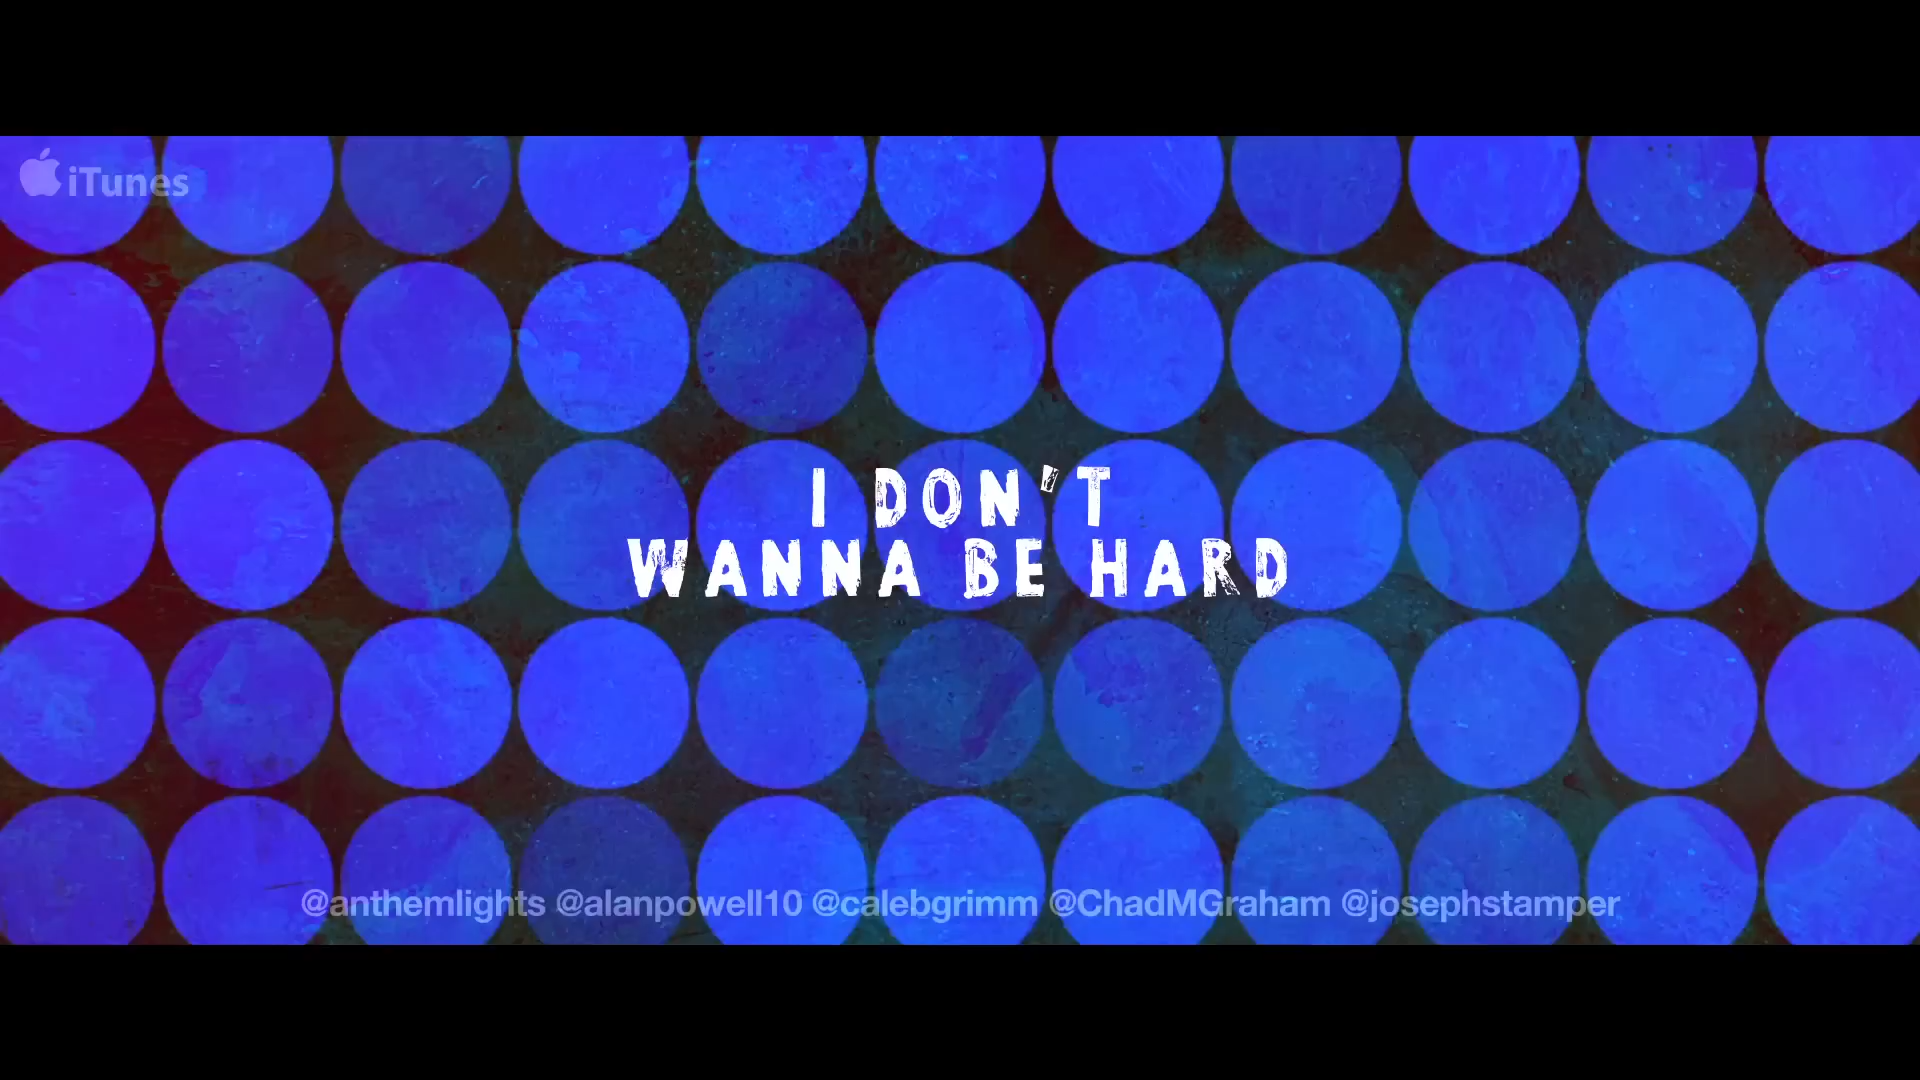 iTunes
I DON'T
WANNA BE HARD
@anthemlights @alanpowell10 @calebgrimm @ChadMGraham @josephstamper